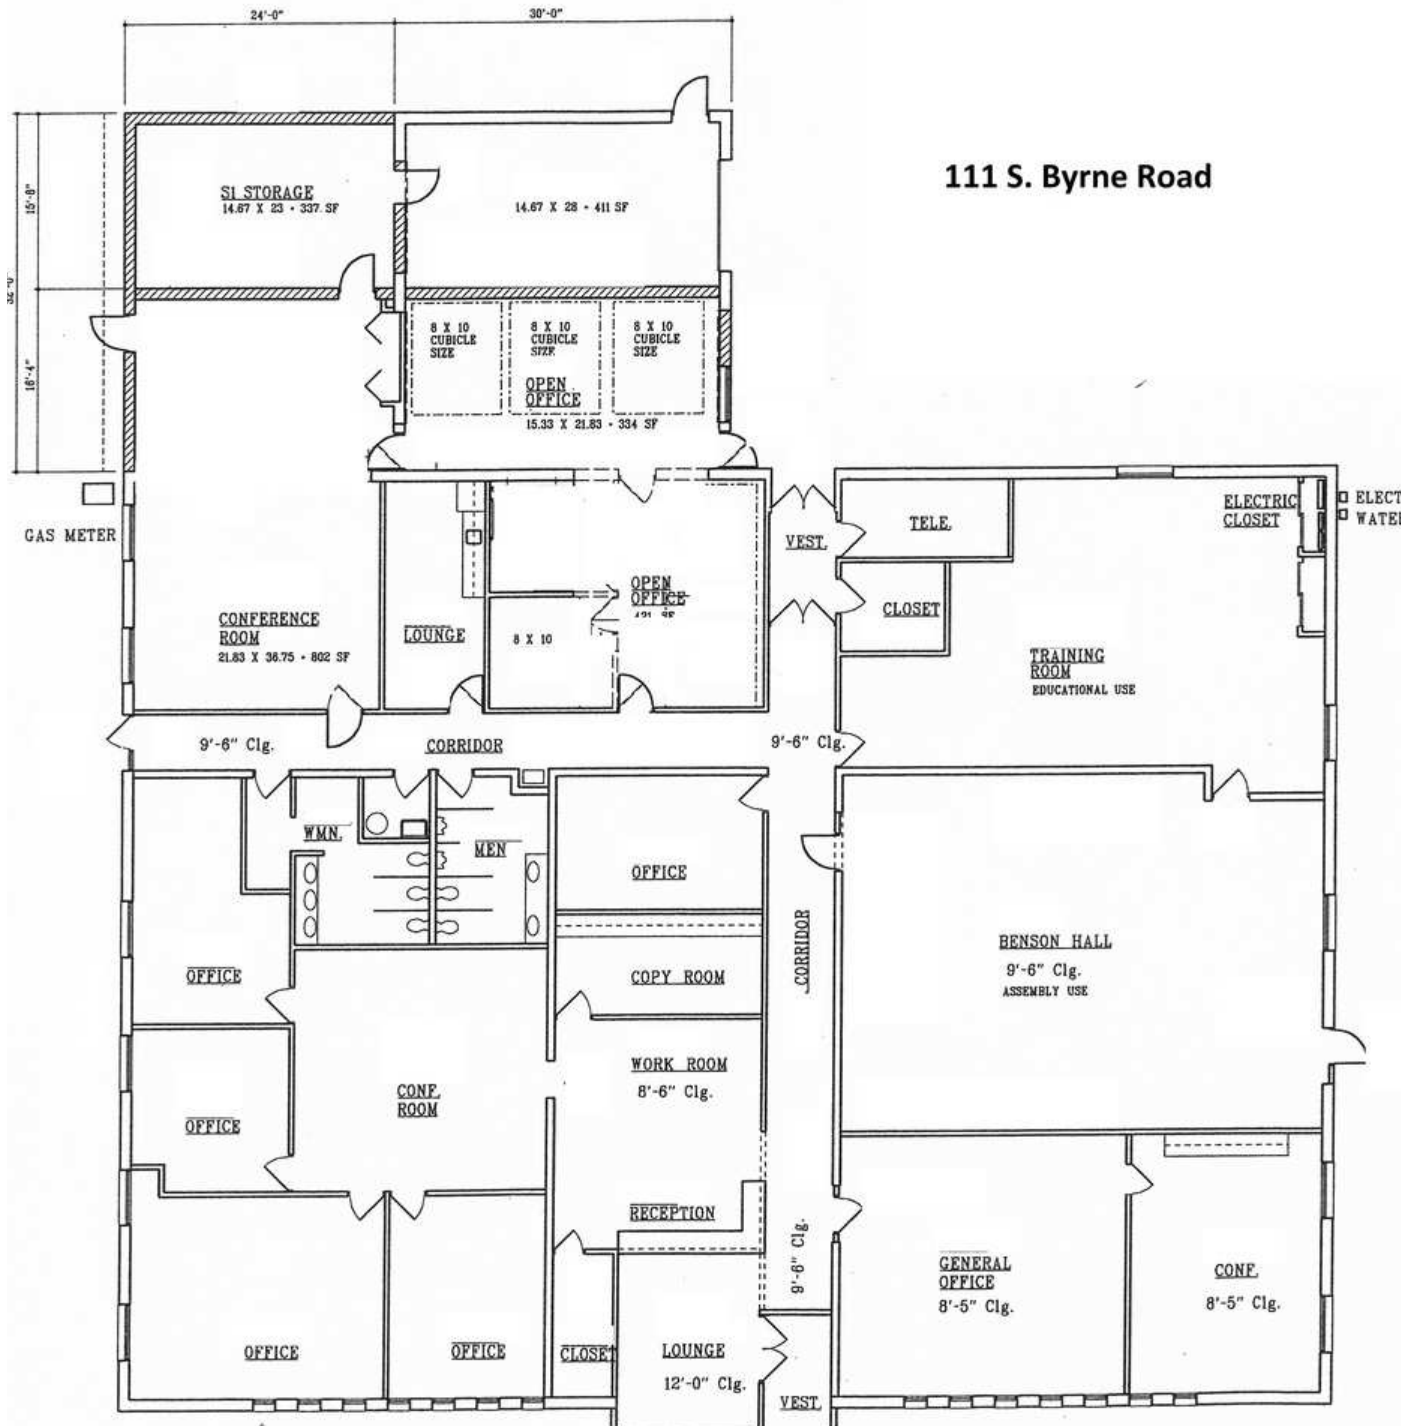 24'-0"
30'-0"
111 S. Byrne Road
15'-8"
16'-4"
S1 STORAGE
14.67 X 23 - 337 SF
14.67 X 28 - 411 SF
8 X 10
CUBICLE
SIZE
8 X 10
CUBICLE
SIZE
8 X 10
CUBICLE
SIZE
OPEN
OFFICE
15.33 X 21.83 - 334 SF
GAS METER
VEST.
TELE.
ELECTRIC
CLOSET
ELECT
WATE
CONFERENCE
ROOM
21.83 X 36.75 - 802 SF
LOUNGE
8 X 10
OPEN
OFFICE
CLOSET
TRAINING
ROOM
EDUCATIONAL USE
9'-6" Clg.
CORRIDOR
9'-6" Clg.
WMN.
MEN
OFFICE
CORRIDOR
BENSON HALL
9'-6" Clg.
ASSEMBLY USE
OFFICE
COPY ROOM
WORK ROOM
8'-6" Clg.
CONF.
ROOM
OFFICE
RECEPTION
9'-6" Clg.
GENERAL
OFFICE
8'-5" Clg.
CONF.
8'-5" Clg.
OFFICE
OFFICE
CLOSET
LOUNGE
12'-0" Clg.
VEST.